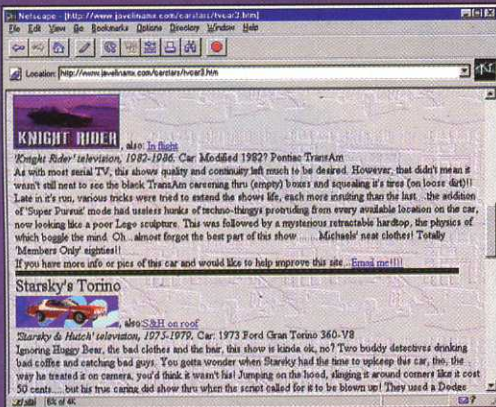 Netscape - [http://www.javelinamx.com/carstars/tvcar3.htm]
File Edit View Go Bookmarks Options Directory Window Help
Location: http://www.javelinamx.com/carstars/tvcar3.htm
KNIGHT RIDER
, also: In flight
'Knight Rider' television, 1982-1986. Car: Modified 1982? Pontiac TransAm
As with most serial TV, this shows quality and continuity left much to be desired. However, that didn't mean it
wasn't still neat to see the black TransAm careening thru (empty) boxes and squealing it's tires (on loose dirt)!!
Late in it's run, various tricks were tried to extend the shows life, each more insulting than the last...the addition
of 'Super Pursuit' mode had useless hunks of techno-thingys protruding from every available location on the car,
now looking like a poor Lego sculpture. This was followed by a mysterious retractable hardtop, the physics of
which boggle the mind. Oh...almost forgot the best part of this show........Michaels' neat clothes! Totally
'Members Only' eighties!!
If you have more info or pics of this car and would like to help improve this site...Email me!!!!
Starsky's Torino
, also: S&H on roof
'Starsky & Hutch' television, 1975-1979. Car: 1973 Ford Gran Torino 360-V8
Ignoring Huggy Bear, the bad clothes and the hair, this show is kinda ok, no? Two buddy detectives drinking
bad coffee and catching bad guys. You gotta wonder when Starsky had the time to upkeep this car, tho, the
way he treated it on camera, you'd think it wasn't his! Jumping on the hood, slinging it around corners like it cost
50 cents.....but his true caring did show thru when the script called for it to be blown up! They used a Dodge
6% of 4K